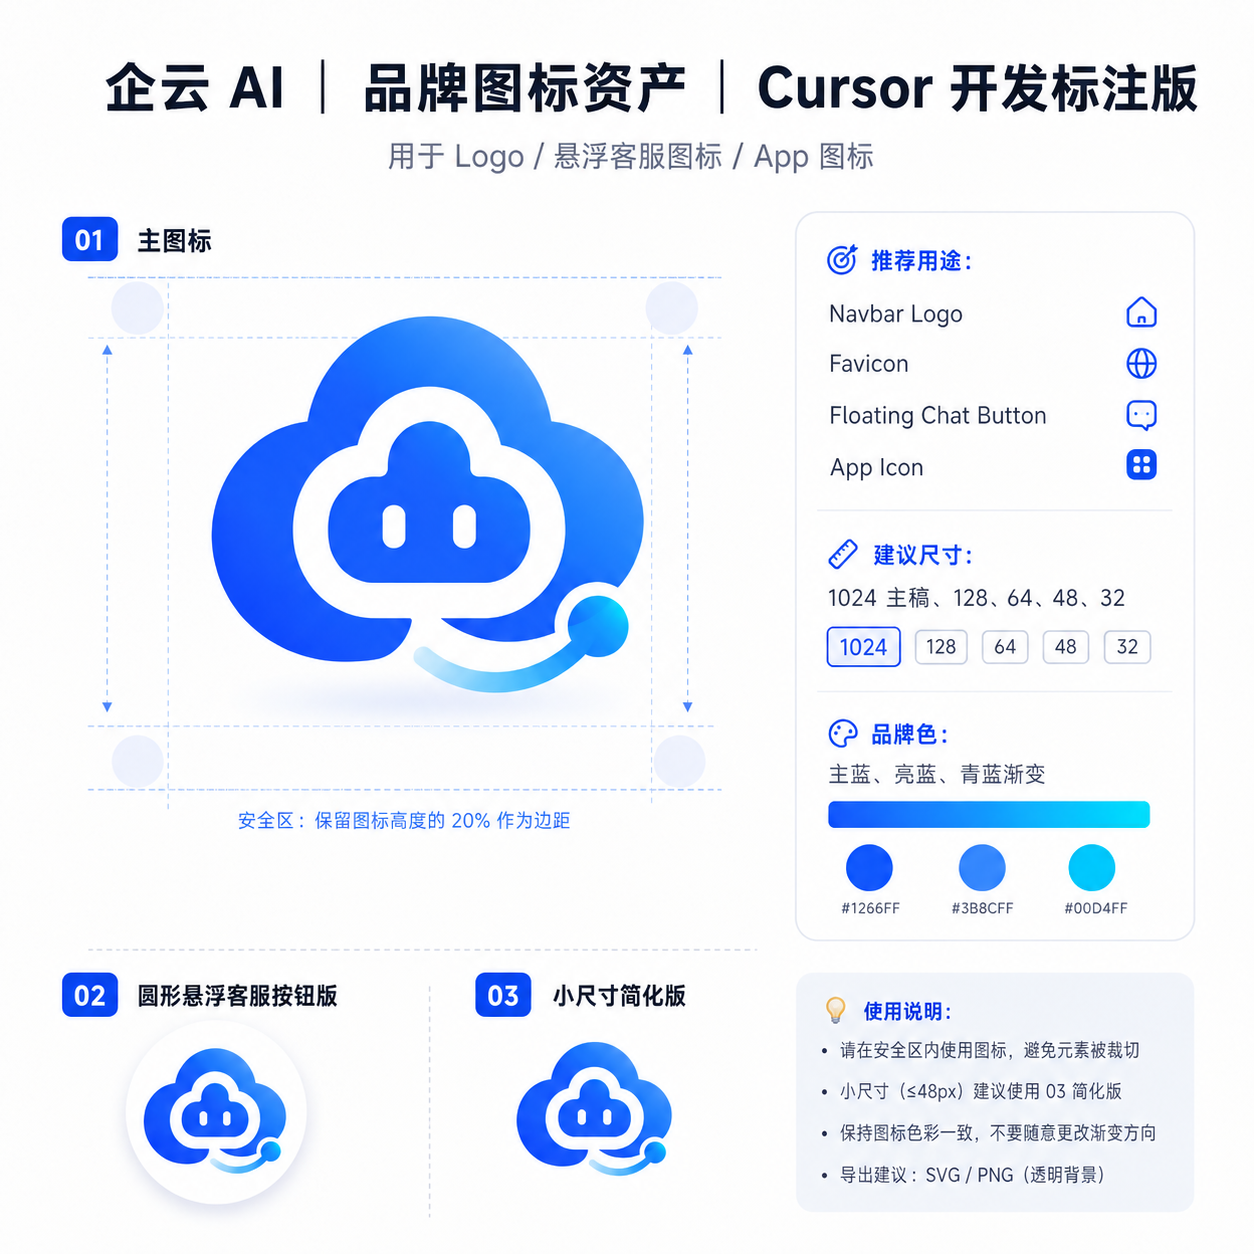 企云 AI｜品牌图标资产｜Cursor 开发标注版
用于 Logo / 悬浮客服图标 / App 图标
01 主图标
安全区：保留图标高度的 20% 作为边距
推荐用途：
Navbar Logo
Favicon
Floating Chat Button
App Icon
建议尺寸：
1024 主稿、128、64、48、32
1024 128 64 48 32
品牌色：
主蓝、亮蓝、青蓝渐变
#1266FF #3B8CFF #00D4FF
02 圆形悬浮客服按钮版
03 小尺寸简化版
使用说明：
• 请在安全区内使用图标，避免元素被裁切
• 小尺寸（≤48px）建议使用 03 简化版
• 保持图标色彩一致，不要随意更改渐变方向
• 导出建议：SVG / PNG（透明背景）